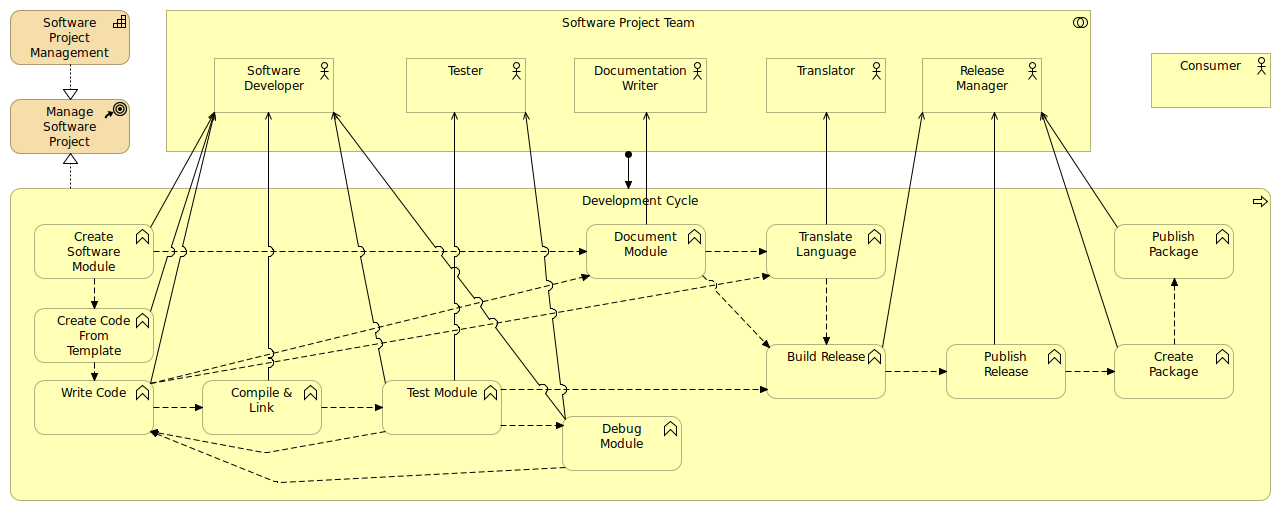 Software
Project
Management
Manage
Software
Project
Software Project Team
Software
Developer
Tester
Documentation
Writer
Translator
Release
Manager
Consumer
Development Cycle
Create
Software
Module
Document
Module
Translate
Language
Publish
Package
Create Code
From
Template
Build Release
Publish
Release
Create
Package
Write Code
Compile &
Link
Test Module
Debug
Module